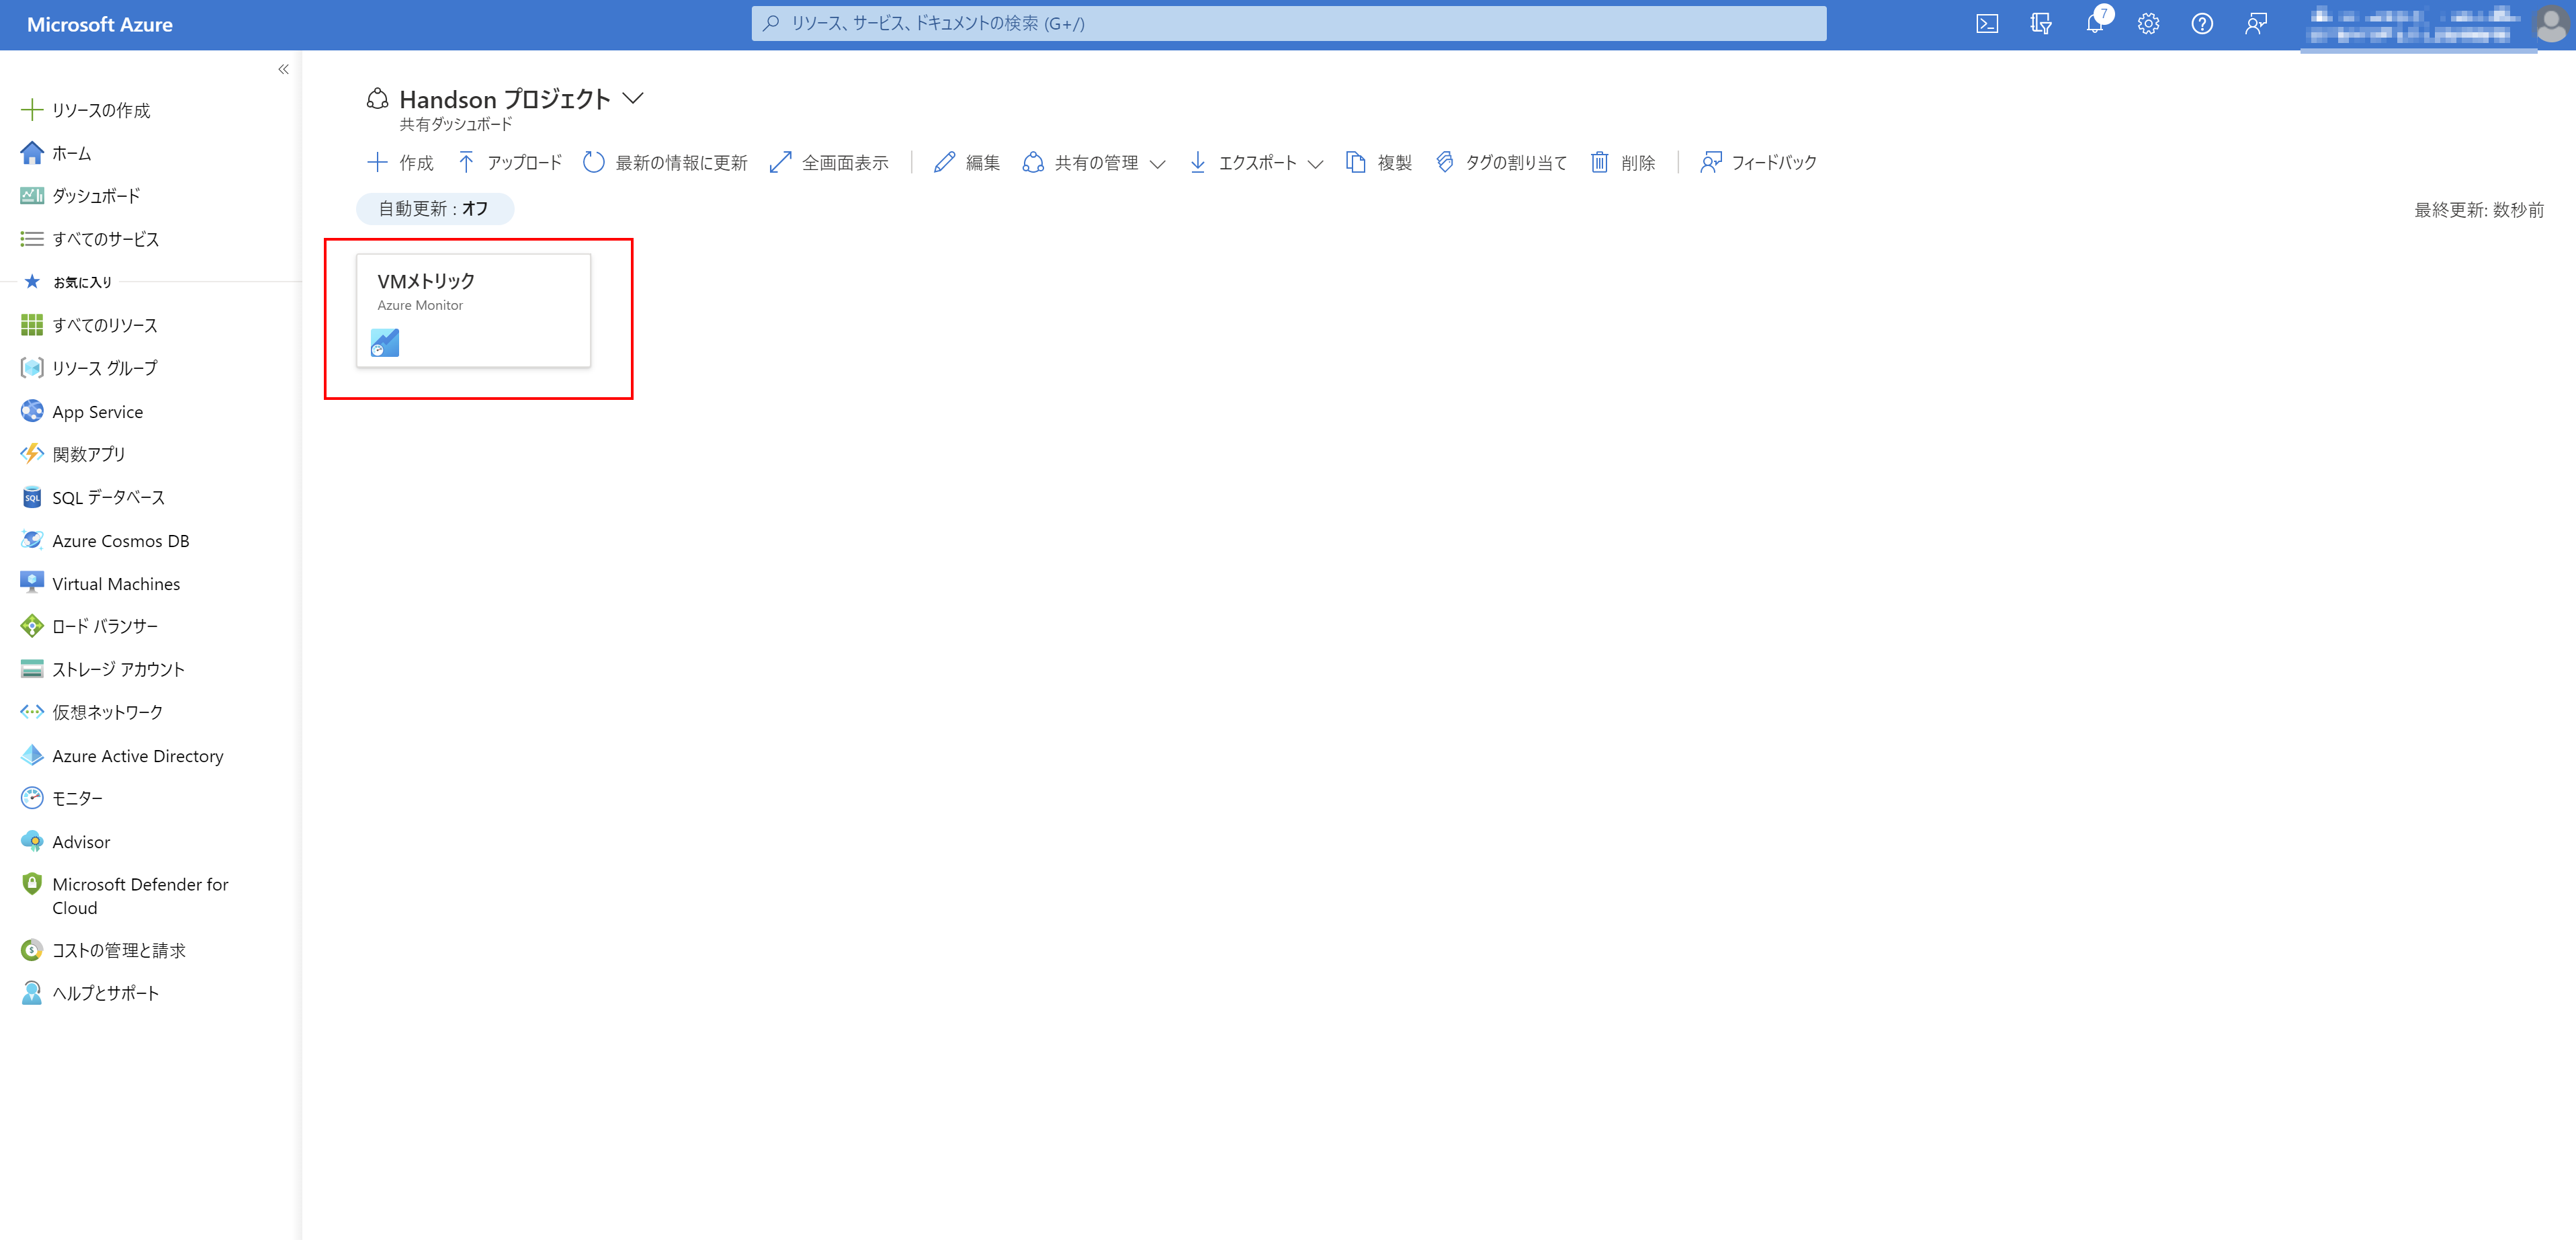 Microsoft Azure
リソース、サービス、ドキュメントの検索 (G+/)
7
リソースの作成
ホーム
ダッシュボード
すべてのサービス
お気に入り
すべてのリソース
リソース グループ
App Service
関数アプリ
SQL データベース
Azure Cosmos DB
Virtual Machines
ロード バランサー
ストレージ アカウント
仮想ネットワーク
Azure Active Directory
モニター
Advisor
Microsoft Defender for
Cloud
コストの管理と請求
ヘルプとサポート
Handson プロジェクト
共有ダッシュボード
作成 アップロード 最新の情報に更新 全画面表示 編集 共有の管理 エクスポート 複製 タグの割り当て 削除 フィードバック
自動更新 : オフ
最終更新: 数秒前
VMメトリック
Azure Monitor